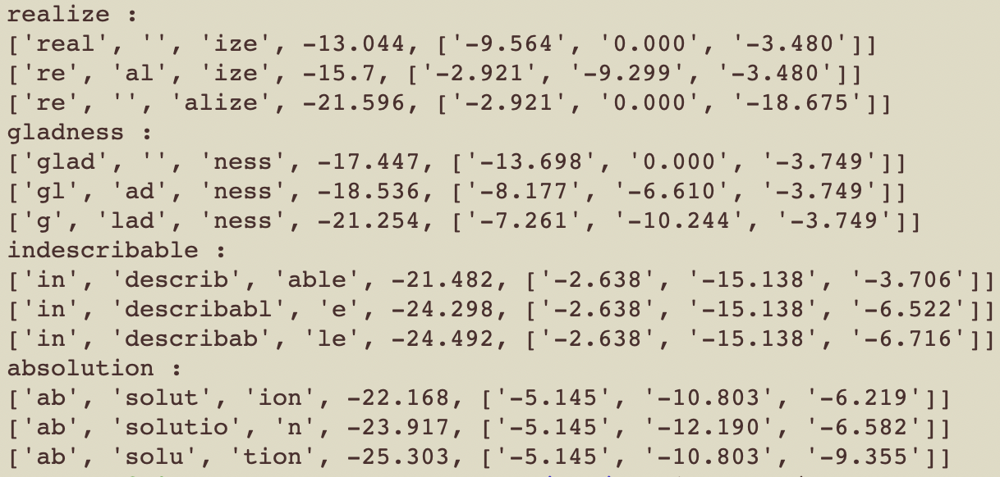 realize :
['real', '', 'ize', -13.044, ['-9.564', '0.000', '-3.480']]
['re', 'al', 'ize', -15.7, ['-2.921', '-9.299', '-3.480']]
['re', '', 'alize', -21.596, ['-2.921', '0.000', '-18.675']]
gladness :
['glad', '', 'ness', -17.447, ['-13.698', '0.000', '-3.749']]
['gl', 'ad', 'ness', -18.536, ['-8.177', '-6.610', '-3.749']]
['g', 'lad', 'ness', -21.254, ['-7.261', '-10.244', '-3.749']]
indescribable :
['in', 'describ', 'able', -21.482, ['-2.638', '-15.138', '-3.706']]
['in', 'describabl', 'e', -24.298, ['-2.638', '-15.138', '-6.522']]
['in', 'describab', 'le', -24.492, ['-2.638', '-15.138', '-6.716']]
absolution :
['ab', 'solut', 'ion', -22.168, ['-5.145', '-10.803', '-6.219']]
['ab', 'solutio', 'n', -23.917, ['-5.145', '-12.190', '-6.582']]
['ab', 'solu', 'tion', -25.303, ['-5.145', '-10.803', '-9.355']]